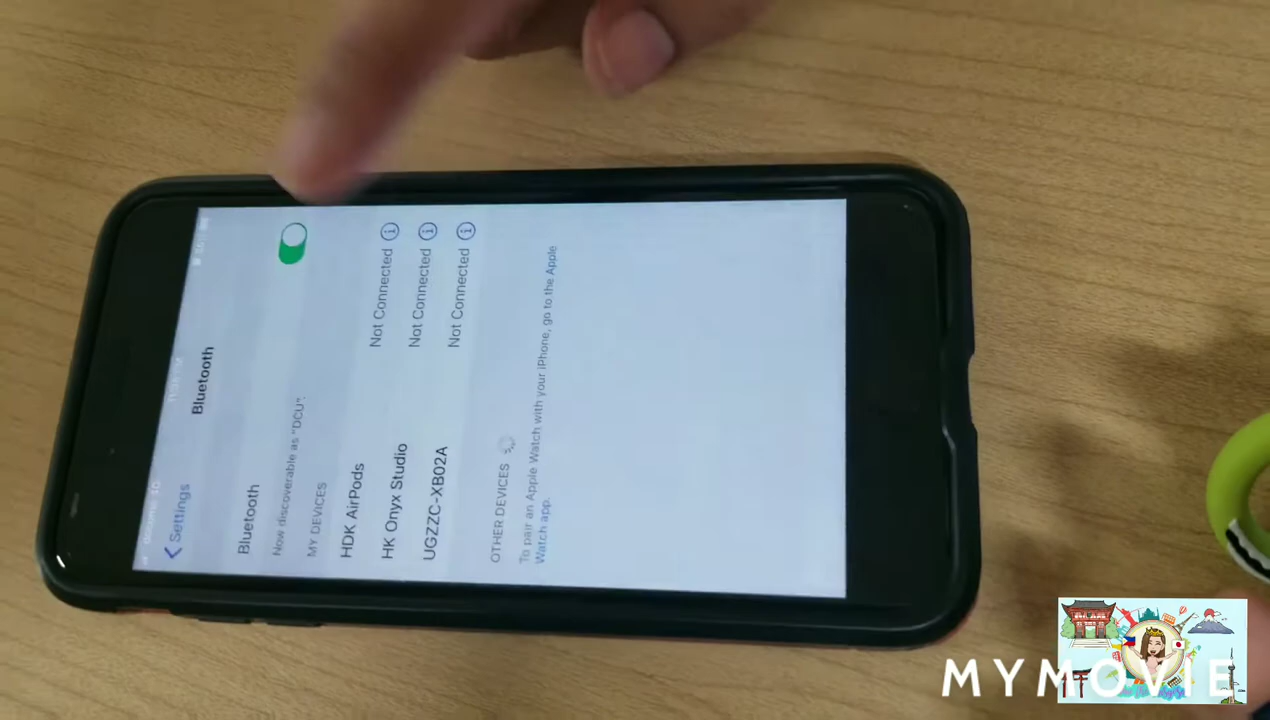 Settings
Bluetooth
Bluetooth
Now discoverable as "DCU".
MY DEVICES
HDK AirPods Not Connected
HK Onyx Studio Not Connected
UGZZC-XB02A Not Connected
OTHER DEVICES
To pair an Apple Watch with your iPhone, go to the Apple
Watch app.
MYMOVIE